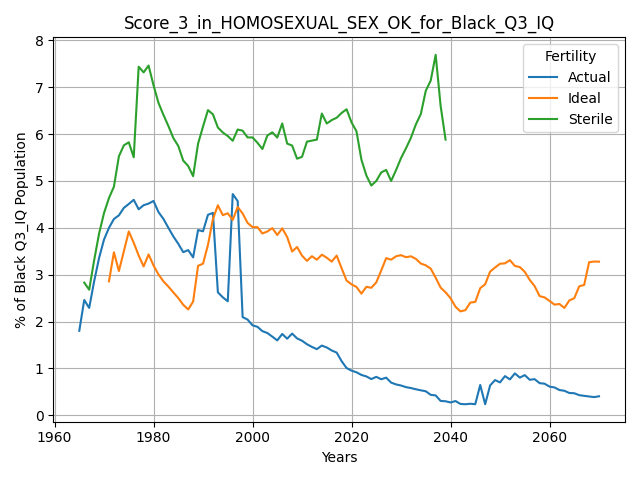 Score_3_in_HOMOSEXUAL_SEX_OK_for_Black_Q3_IQ
8
7
6
5
4
3
2
1
0
% of Black Q3_IQ Population
Fertility
Actual
Ideal
Sterile
1960 1980 2000 2020 2040 2060
Years